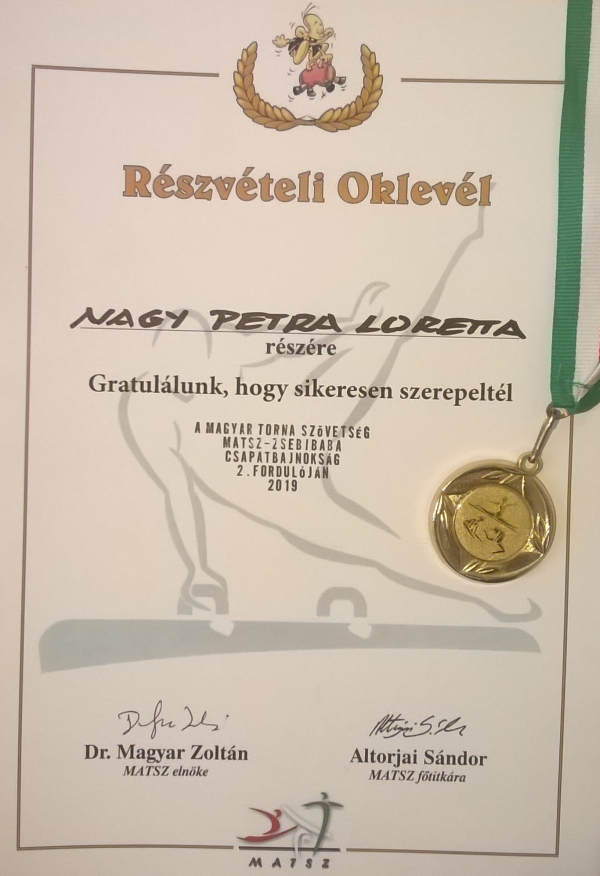 Részvételi Oklevél
NAGY PETRA LORETTA
részére
Gratulálunk, hogy sikeresen szerepeltél
A MAGYAR TORNA SZÖVETSÉG
MATSZ-ZSEBIBABA
CSAPATBAJNOKSÁG
2.FORDULÓJÁN
2019
Dr. Magyar Zoltán
MATSZ elnöke
Altorjai Sándor
MATSZ főtitkára
MATSZ